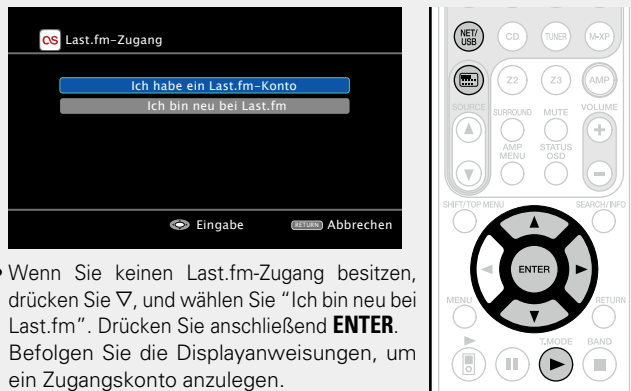 Last.fm–Zugang
Ich habe ein Last.fm–Konto
Ich bin neu bei Last.fm
Eingabe RETURN Abbrechen
• Wenn Sie keinen Last.fm-Zugang besitzen,
drücken Sie ▽, und wählen Sie “Ich bin neu bei
Last.fm”. Drücken Sie anschließend ENTER.
Befolgen Sie die Displayanweisungen, um
ein Zugangskonto anzulegen.
NET/
USB CD TUNER M-XP
Z2 Z3 AMP
SOURCE SURROUND MUTE VOLUME
AMP
MENU STATUS
OSD
SHIFT/TOP MENU SEARCH/INFO
ENTER
MENU RETURN
T.MODE BAND